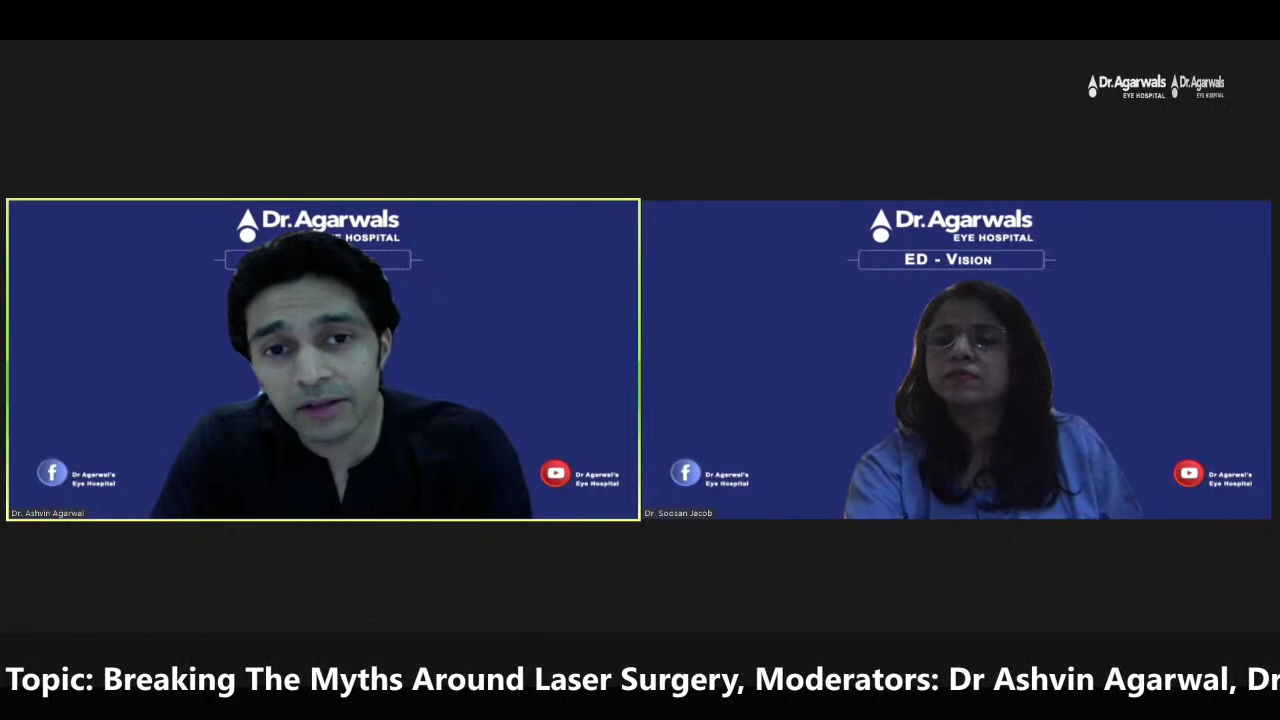 Dr.Agarwals Dr.Agarwals
EYE HOSPITAL EYE HOSPITAL
Dr.Agarwals
EYE HOSPITAL
f Dr Agarwal's
Eye Hospital
Dr Agarwal's
Eye Hospital
Dr. Ashvin Agarwal
Dr.Agarwals
EYE HOSPITAL
ED - VISION
f Dr Agarwal's
Eye Hospital
Dr Agarwal's
Eye Hospital
Dr. Soosan Jacob
Topic: Breaking The Myths Around Laser Surgery, Moderators: Dr Ashvin Agarwal, Dr